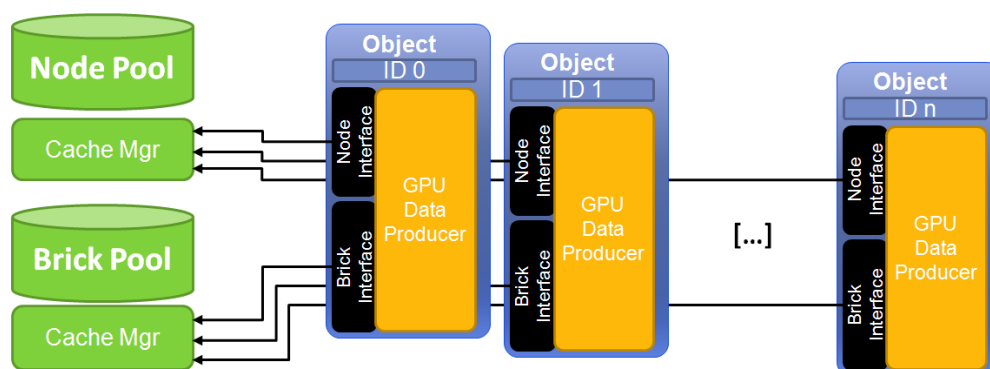 Node Pool
Cache Mgr
Brick Pool
Cache Mgr
Object
ID 0
Node
Interface
Brick
Interface
GPU
Data
Producer
Object
ID 1
Node
Interface
Brick
Interface
GPU
Data
Producer
[...]
Object
ID n
Node
Interface
Brick
Interface
GPU
Data
Producer